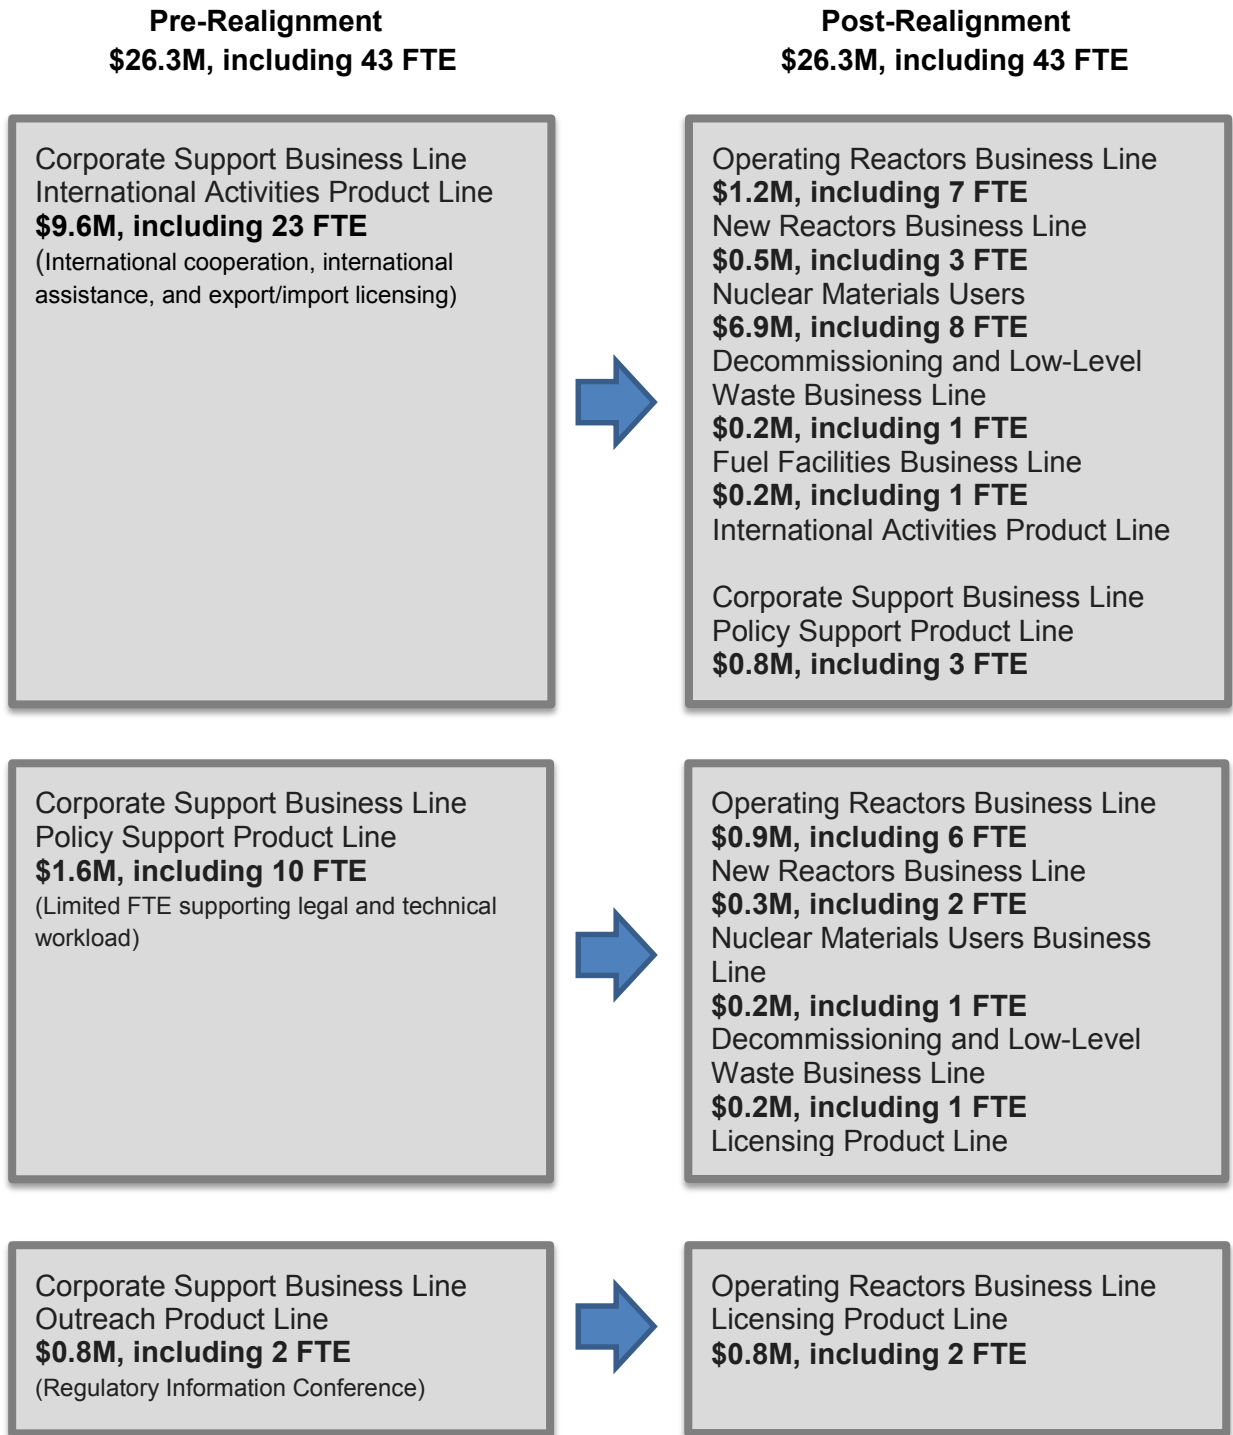 Pre-Realignment
$26.3M, including 43 FTE
Post-Realignment
$26.3M, including 43 FTE
Corporate Support Business Line
International Activities Product Line
$9.6M, including 23 FTE
(International cooperation, international
assistance, and export/import licensing)
Operating Reactors Business Line
$1.2M, including 7 FTE
New Reactors Business Line
$0.5M, including 3 FTE
Nuclear Materials Users
$6.9M, including 8 FTE
Decommissioning and Low-Level
Waste Business Line
$0.2M, including 1 FTE
Fuel Facilities Business Line
$0.2M, including 1 FTE
International Activities Product Line
Corporate Support Business Line
Policy Support Product Line
$0.8M, including 3 FTE
Corporate Support Business Line
Policy Support Product Line
$1.6M, including 10 FTE
(Limited FTE supporting legal and technical
workload)
Operating Reactors Business Line
$0.9M, including 6 FTE
New Reactors Business Line
$0.3M, including 2 FTE
Nuclear Materials Users Business
Line
$0.2M, including 1 FTE
Decommissioning and Low-Level
Waste Business Line
$0.2M, including 1 FTE
Licensing Product Line
Corporate Support Business Line
Outreach Product Line
$0.8M, including 2 FTE
(Regulatory Information Conference)
Operating Reactors Business Line
Licensing Product Line
$0.8M, including 2 FTE